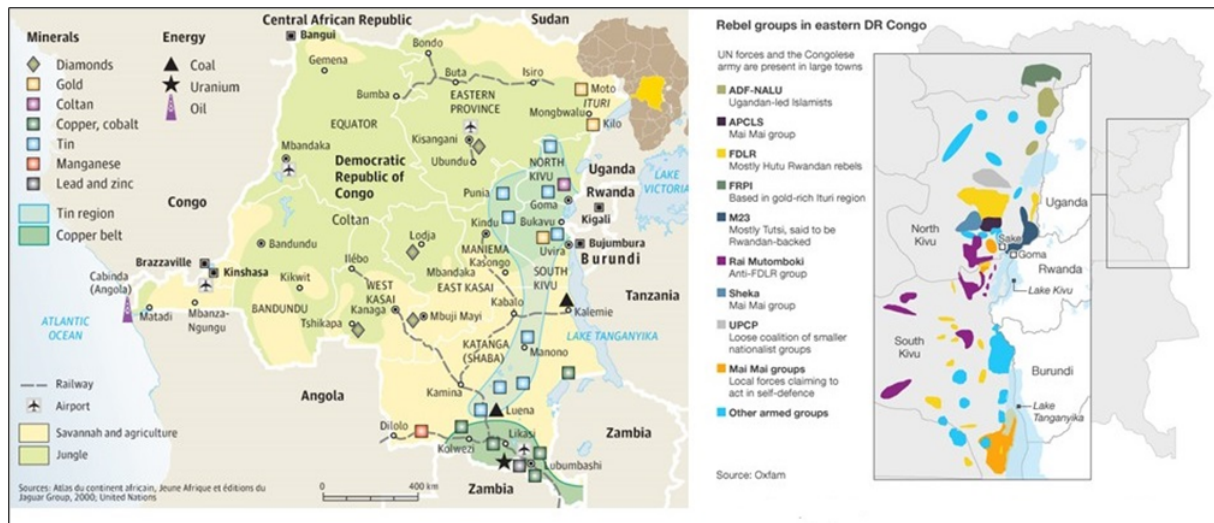 Minerals
Diamonds
Gold
Coltan
Copper, cobalt
Tin
Manganese
Lead and zinc
Tin region
Copper belt
Energy
Coal
Uranium
Oil
Central African Republic
Sudan
Bangui
Gemena
Bondo
Buta
Isiro
Bumba
EASTERN
PROVINCE
Moto
ITURI
Mongbwalu
Kilo
EQUATOR
Kisangani
Mbandaka
Ubundu
Democratic
Republic of
Congo
NORTH
KIVU
Uganda
LAKE
VICTORIA
Congo
Coltan
Punia
Goma
Rwanda
Kigali
Kindu
Bukavu
Lodja
MANIEMA
Uvira
Bujumbura
Burundi
Bandundu
Brazzaville
Kinshasa
Ilébo
Kasongo
Mbandaka
EAST KASAI
SOUTH
KIVU
Cabinda
(Angola)
Kikwit
WEST
KASAI
Kanaga
Kabalo
Tanzania
BANDUNDU
Matadi
Mbanza-
Ngungu
Tshikapa
Mbuji Mayi
Kalemie
ATLANTIC
OCEAN
KATANGA
(SHABA)
Manono
LAKE TANGANYIKA
Kamina
Luena
Angola
Dilolo
Kolwezi
Likasi
Lubumbashi
Zambia
Zambia
Railway
Airport
Savannah and agriculture
Jungle
Sources: Atlas du continent africain, Jeune Afrique et éditions du
Jaguar Group, 2000; United Nations
0
400 km
Rebel groups in eastern DR Congo
UN forces and the Congolese
army are present in large towns
ADF-NALU
Ugandan-led Islamists
APCLS
Mai Mai group
FDLR
Mostly Hutu Rwandan
rebels
FRPI
Based in gold-rich Ituri region
M23
Mostly Tutsi, said to be
Rwandan-backed
Rai Mutomboki
Anti-FDLR group
Sheka
Mai Mai group
UPCP
Loose coalition of smaller
nationalist groups
Mai Mai groups
Local forces claiming to
act in self-defence
Other armed groups
Source: Oxfam
Uganda
North
Kivu
Sake
Goma
Rwanda
Lake Kivu
South
Kivu
Burundi
Lake
Tanganyika